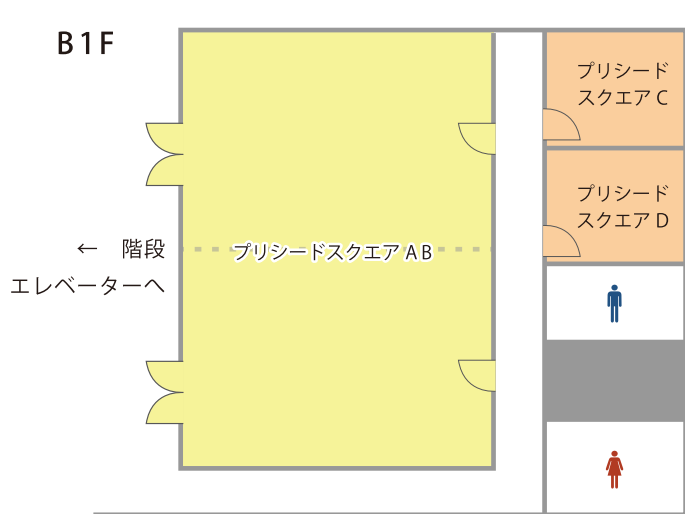 B1F
プリシード
スクエア C
プリシード
スクエア D
← 階段
エレベーターへ
プリシードスクエア A B